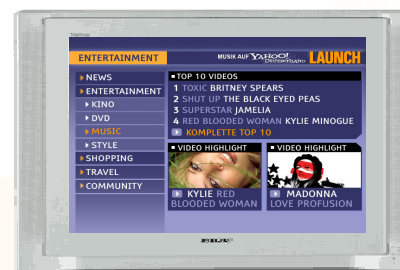 ENTERTAINMENT
MUSIK AUF YAHOO! DEUTSCHLAND LAUNCH
NEWS
ENTERTAINMENT
KINO
DVD
MUSIC
STYLE
SHOPPING
TRAVEL
COMMUNITY
TOP 10 VIDEOS
1 TOXIC BRITNEY SPEARS
2 SHUT UP THE BLACK EYED PEAS
3 SUPERSTAR JAMELIA
4 RED BLOODED WOMAN KYLIE MINOGUE
KOMPLETTE TOP 10
VIDEO HIGHLIGHT
KYLIE RED
BLOODED WOMAN
VIDEO HIGHLIGHT
MADONNA
LOVE PROFUSION